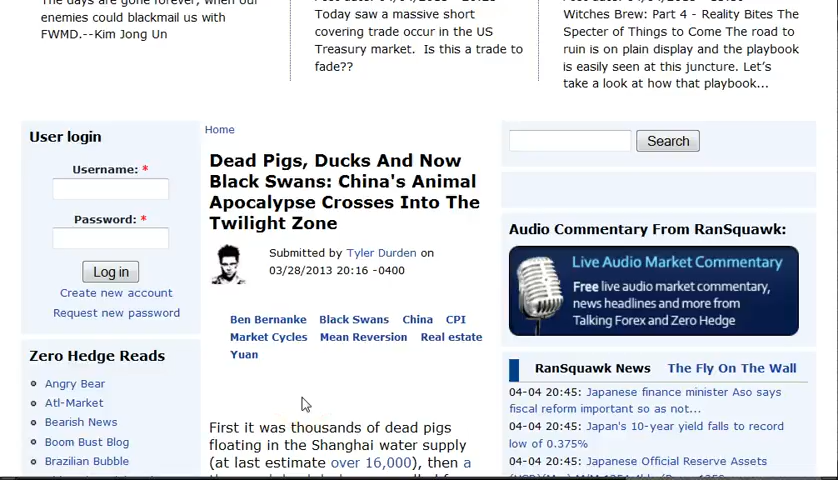 The days are gone forever, when our
enemies could blackmail us with
FWMD.--Kim Jong Un
Today saw a massive short
covering trade occur in the US
Treasury market. Is this a trade to
fade??
Witches Brew: Part 4 - Reality Bites The
Specter of Things to Come The road to
ruin is on plain display and the playbook
is easily seen at this juncture. Let's
take a look at how that playbook...
User login
Username: *
Password: *
Log in
Create new account
Request new password
Zero Hedge Reads
Angry Bear
Atl-Market
Bearish News
Boom Bust Blog
Brazilian Bubble
Home
Dead Pigs, Ducks And Now
Black Swans: China's Animal
Apocalypse Crosses Into The
Twilight Zone
Submitted by Tyler Durden on
03/28/2013 20:16 -0400
Ben Bernanke Black Swans China CPI
Market Cycles Mean Reversion Real estate
Yuan
First it was thousands of dead pigs
floating in the Shanghai water supply
(at last estimate over 16,000), then a
Search
Audio Commentary From RanSquawk:
Live Audio Market Commentary
Free live audio market commentary,
news headlines and more from
Talking Forex and Zero Hedge
RanSquawk News The Fly On The Wall
04-04 20:45: Japanese finance minister Aso says
fiscal reform important so as not...
04-04 20:45: Japan's 10-year yield falls to record
low of 0.375%
04-04 20:45: Japanese Official Reserve Assets